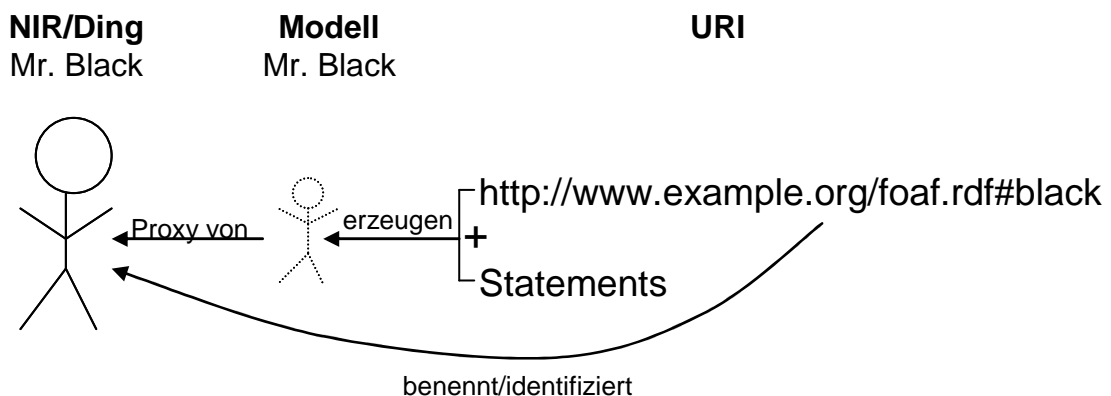 NIR/Ding Modell URI
Mr. Black Mr. Black
http://www.example.org/foaf.rdf#black
Proxy von erzeugen +
Statements
benennt/identifiziert